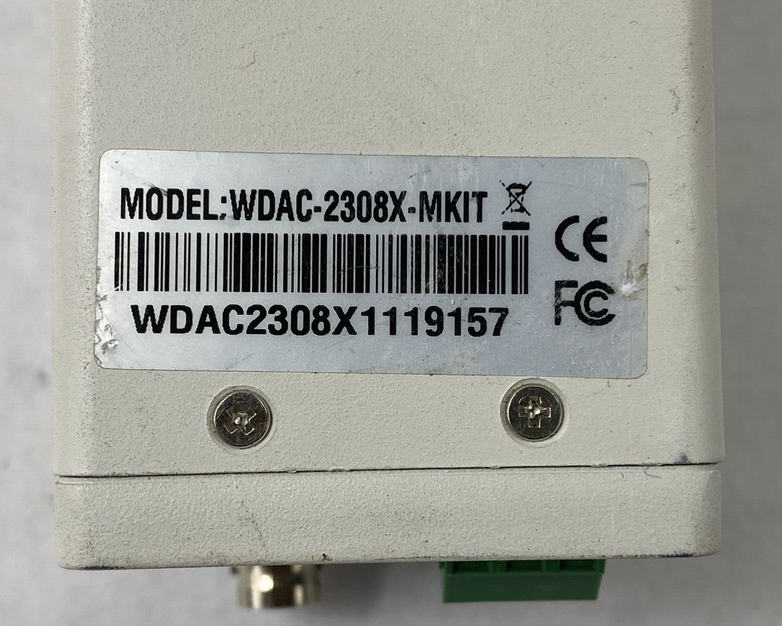 MODEL:WDAC-2308X-MKIT
CE
FC
WDAC2308X1119157